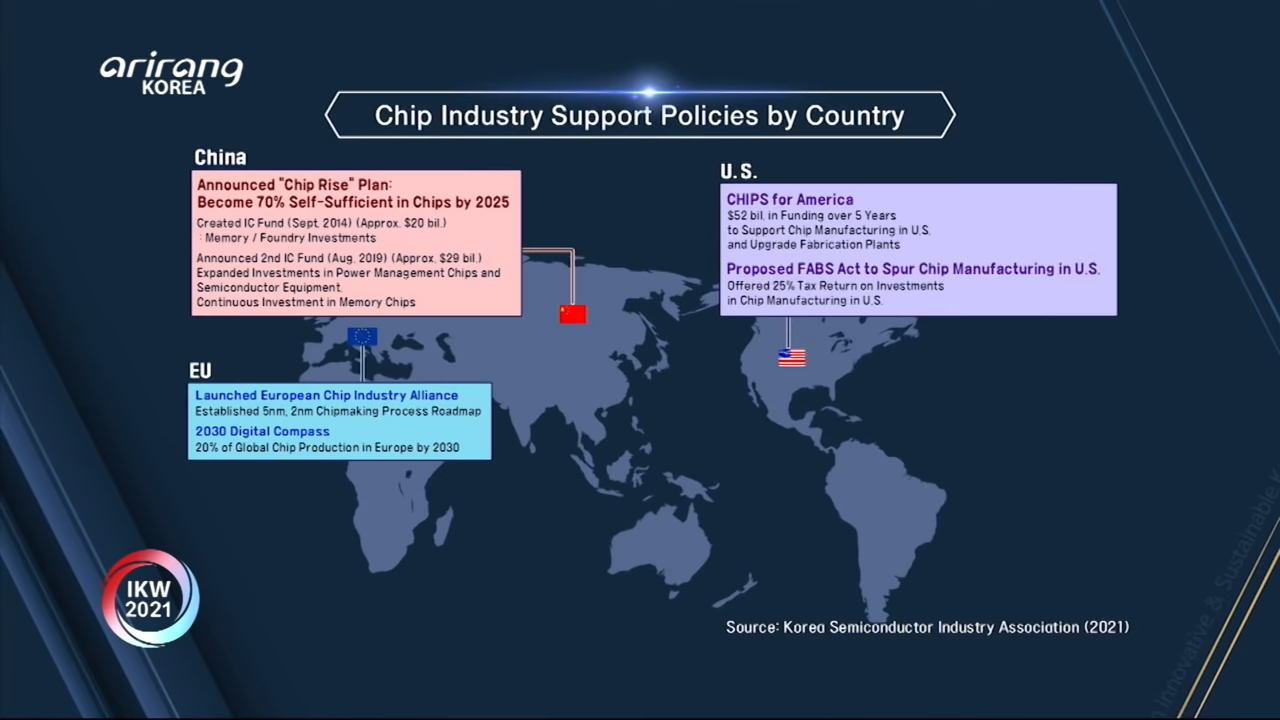 arirang
KOREA
Chip Industry Support Policies by Country
China
Announced "Chip Rise" Plan:
Become 70% Self-Sufficient in Chips by 2025
Created IC Fund (Sept. 2014) (Approx. $20 bil.)
: Memory / Foundry Investments
Announced 2nd IC Fund (Aug. 2019) (Approx. $29 bil.)
Expanded Investments in Power Management Chips and
Semiconductor Equipment.
Continuous Investment in Memory Chips
U.S.
CHIPS for America
$52 bil. in Funding over 5 Years
to Support Chip Manufacturing in U.S.
and Upgrade Fabrication Plants
Proposed FABS Act to Spur Chip Manufacturing in U.S.
Offered 25% Tax Return on Investments
in Chip Manufacturing in U.S.
EU
Launched European Chip Industry Alliance
Established 5nm, 2nm Chipmaking Process Roadmap
2030 Digital Compass
20% of Global Chip Production in Europe by 2030
IKW
2021
Source: Korea Semiconductor Industry Association (2021)
Innovative & Sustainable